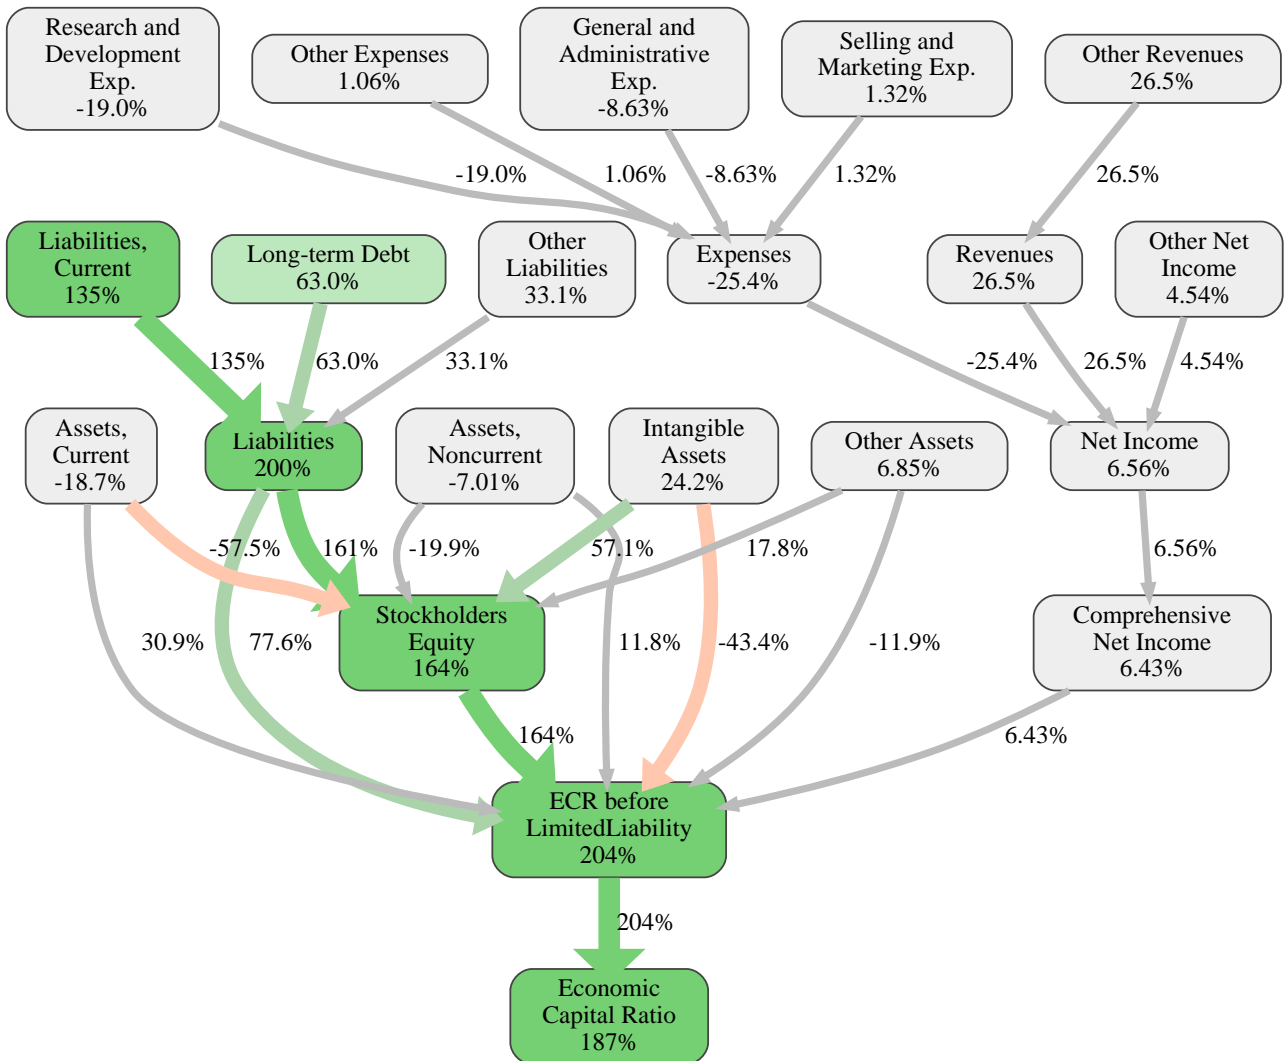 Research and
Development
Exp.
-19.0%
Other Expenses
1.06%
General and
Administrative
Exp.
-8.63%
Selling and
Marketing Exp.
1.32%
Other Revenues
26.5%
-19.0%
1.06%
-8.63%
1.32%
26.5%
Liabilities,
Current
135%
Long-term Debt
63.0%
Other
Liabilities
33.1%
Expenses
-25.4%
Revenues
26.5%
Other Net
Income
4.54%
135%
63.0%
33.1%
-25.4%
26.5%
4.54%
Assets,
Current
-18.7%
Liabilities
200%
Assets,
Noncurrent
-7.01%
Intangible
Assets
24.2%
Other Assets
6.85%
Net Income
6.56%
-57.5%
161%
-19.9%
57.1%
17.8%
6.56%
Stockholders
Equity
164%
Comprehensive
Net Income
6.43%
30.9%
77.6%
11.8%
-43.4%
-11.9%
164%
6.43%
ECR before
LimitedLiability
204%
204%
Economic
Capital Ratio
187%